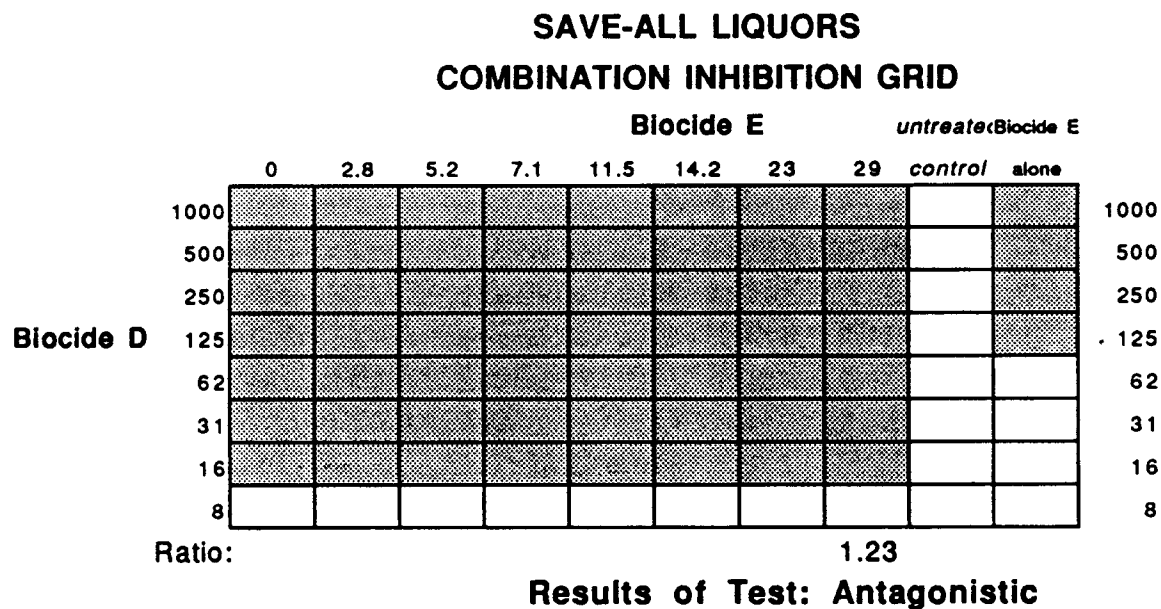 SAVE-ALL LIQUORS
COMBINATION INHIBITION GRID
Biocide E untreated Biocide E
0 2.8 5.2 7.1 11.5 14.2 23 29 control alone
1000 1000
500 500
250 250
Biocide D 125 125
62 62
31 31
16 16
8 8
Ratio: 1.23
Results of Test: Antagonistic